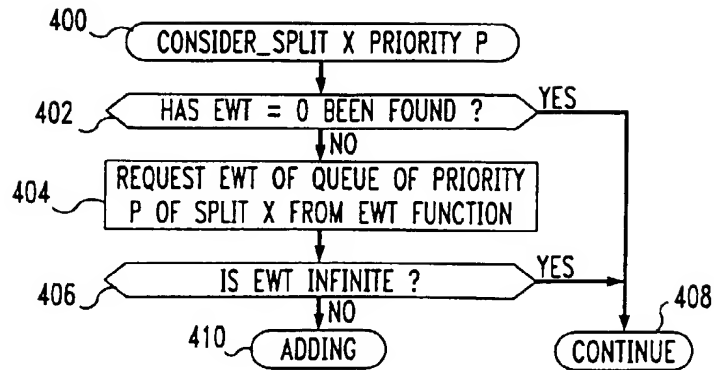 400
CONSIDER_SPLIT X PRIORITY P
402
HAS EWT = 0 BEEN FOUND ?
YES
NO
404
REQUEST EWT OF QUEUE OF PRIORITY
P OF SPLIT X FROM EWT FUNCTION
406
IS EWT INFINITE ?
YES
NO
408
410
ADDING
CONTINUE